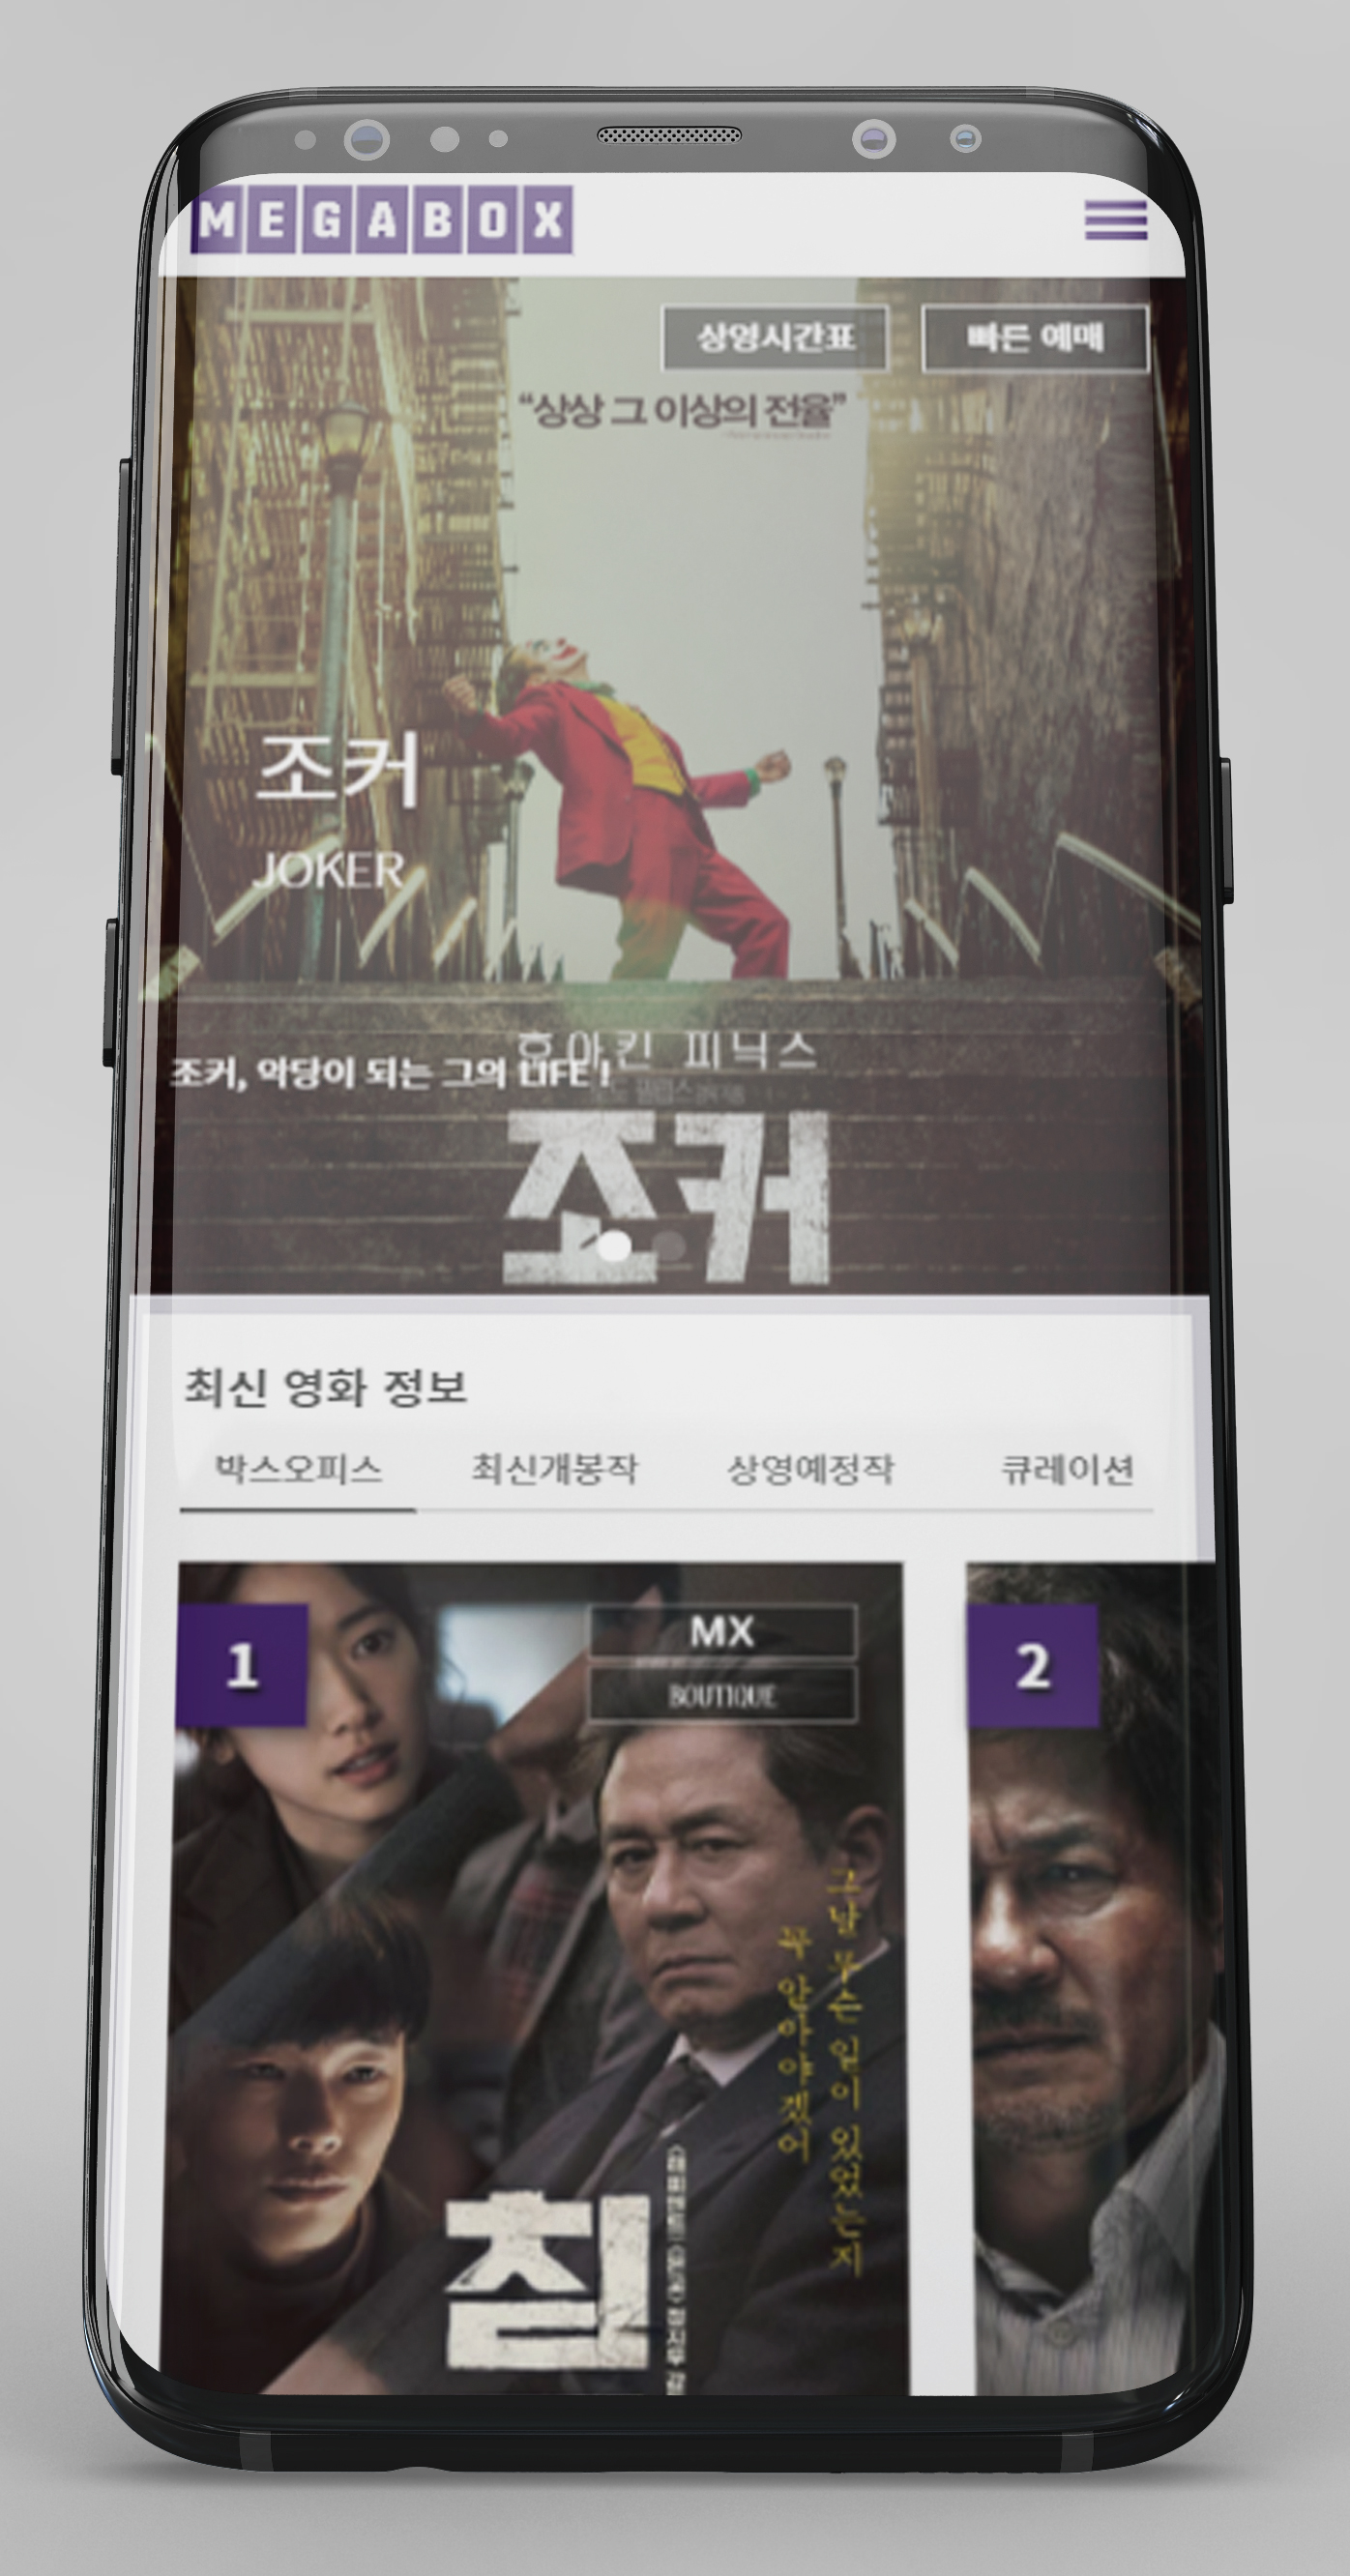 MEGABOX
상영시간표
빠든 예매
“상상 그 이상의 전율”
조커
JOKER
호아킨 피닉스
조커, 악당이 되는 그의 LIFE !
조커
최신 영화 정보
박스오피스
최신개봉작
상영예정작
큐레이션
1
MX
BOUTIQUE
2
그날 무슨 일이 있었는지
꼭 알아야겠어
침